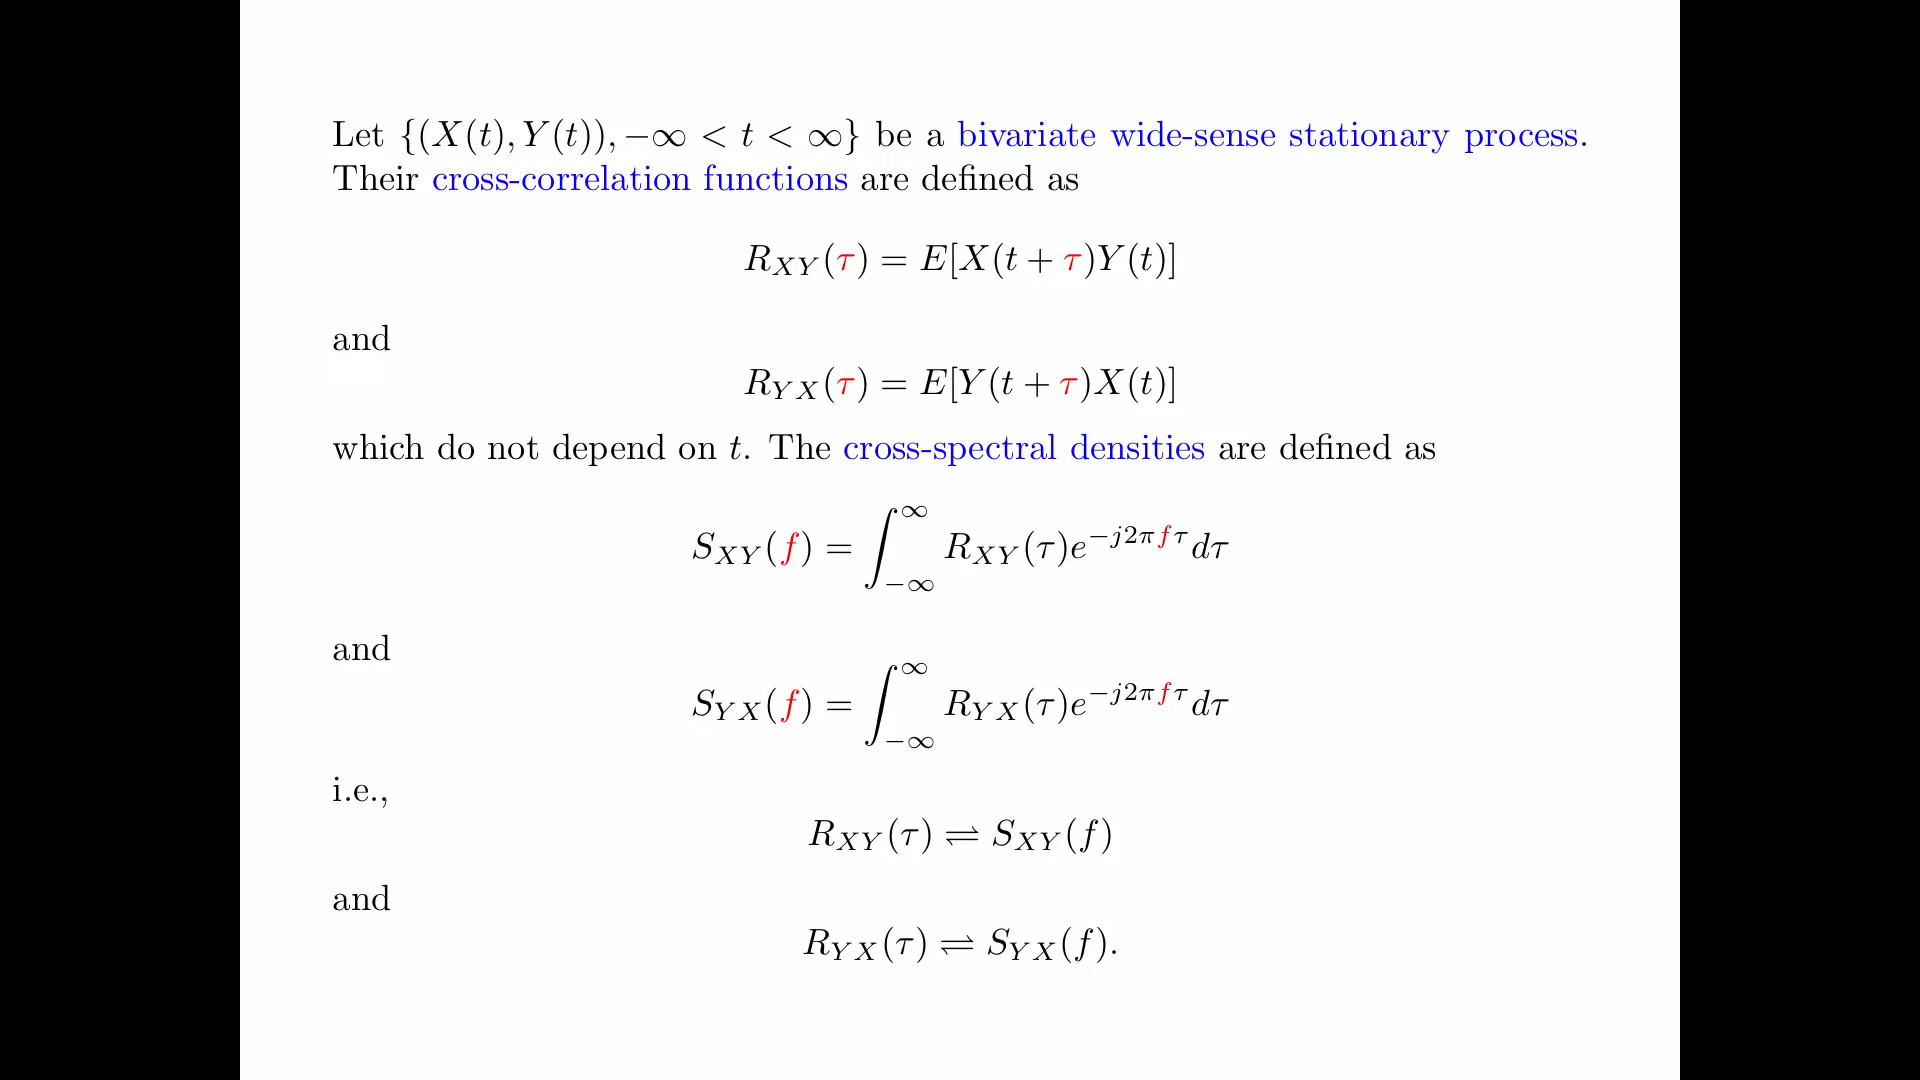 Let {(X(t), Y(t)), −∞ < t < ∞} be a bivariate wide-sense stationary process.
Their cross-correlation functions are defined as
R_{XY}(τ) = E[X(t + τ)Y(t)]
and
R_{YX}(τ) = E[Y(t + τ)X(t)]
which do not depend on t. The cross-spectral densities are defined as
S_{XY}(f) = ∫_{−∞}^{∞} R_{XY}(τ)e^{−j2πfτ}dτ
and
S_{YX}(f) = ∫_{−∞}^{∞} R_{YX}(τ)e^{−j2πfτ}dτ
i.e.,
R_{XY}(τ) ⇌ S_{XY}(f)
and
R_{YX}(τ) ⇌ S_{YX}(f).